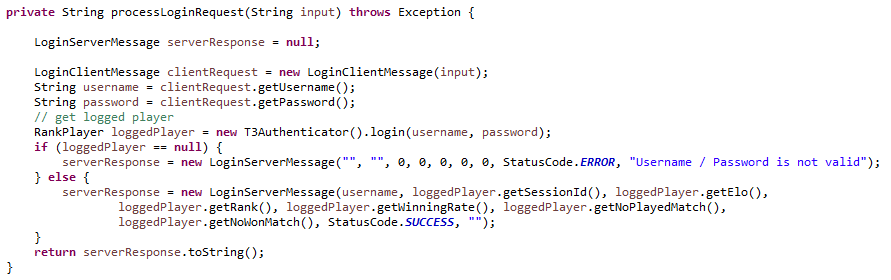 private String processLoginRequest(String input) throws Exception {
LoginServerMessage serverResponse = null;
LoginClientMessage clientRequest = new LoginClientMessage(input);
String username = clientRequest.getUsername();
String password = clientRequest.getPassword();
// get logged player
RankPlayer loggedPlayer = new T3Authenticator().login(username, password);
if (loggedPlayer == null) {
serverResponse = new LoginServerMessage("", "", 0, 0, 0, 0, 0, StatusCode.ERROR, "Username / Password is not valid");
} else {
serverResponse = new LoginServerMessage(username, loggedPlayer.getSessionId(), loggedPlayer.getElo(),
loggedPlayer.getRank(), loggedPlayer.getWinningRate(), loggedPlayer.getNoPlayedMatch(),
loggedPlayer.getNoWonMatch(), StatusCode.SUCCESS, "");
}
return serverResponse.toString();
}